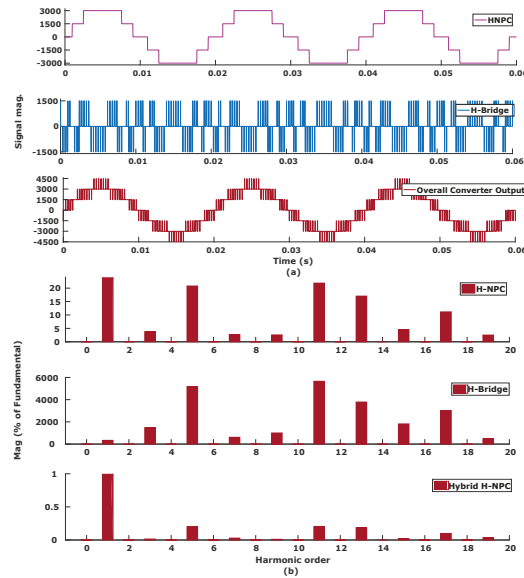 3000
1500
0
-1500
-3000
HNPC
0 0.01 0.02 0.03 0.04 0.05 0.06
Signal mag.
1500
0
-1500
H-Bridge
0 0.01 0.02 0.03 0.04 0.05 0.06
4500
3000
1500
0
-1500
-3000
-4500
Overall Converter Output
0 0.01 0.02 0.03 0.04 0.05 0.06
Time (s)
(a)
Mag (% of Fundamental)
20
15
10
5
0
H-NPC
0 2 4 6 8 10 12 14 16 18 20
6000
4000
2000
0
H-Bridge
0 2 4 6 8 10 12 14 16 18 20
1
0.5
0
Hybrid H-NPC
0 2 4 6 8 10 12 14 16 18 20
Harmonic order
(b)